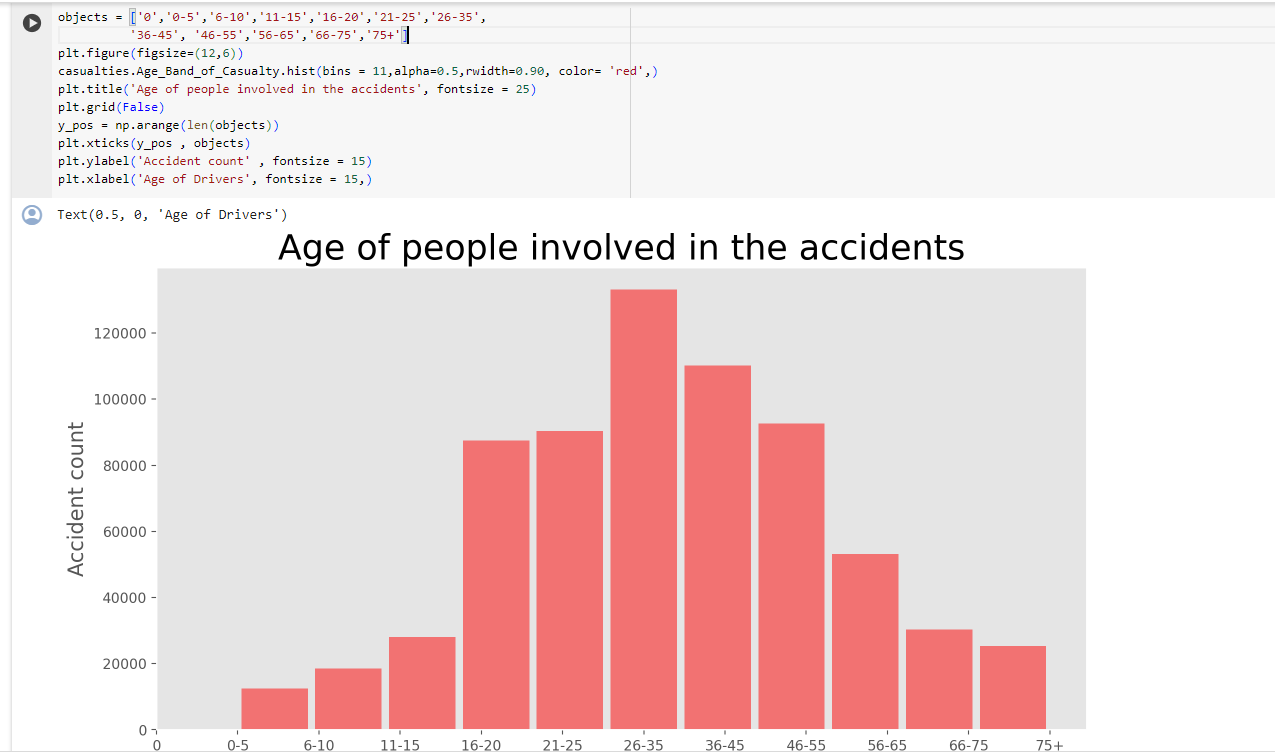 objects = ['0','0-5','6-10','11-15','16-20','21-25','26-35',
'36-45', '46-55','56-65','66-75','75+']
plt.figure(figsize=(12,6))
casualties.Age_Band_of_Casualty.hist(bins = 11,alpha=0.5,rwidth=0.90, color= 'red',)
plt.title('Age of people involved in the accidents', fontsize = 25)
plt.grid(False)
y_pos = np.arange(len(objects))
plt.xticks(y_pos , objects)
plt.ylabel('Accident count' , fontsize = 15)
plt.xlabel('Age of Drivers', fontsize = 15,)
Text(0.5, 0, 'Age of Drivers')
Age of people involved in the accidents
Accident count
120000
100000
80000
60000
40000
20000
0
0 0-5 6-10 11-15 16-20 21-25 26-35 36-45 46-55 56-65 66-75 75+